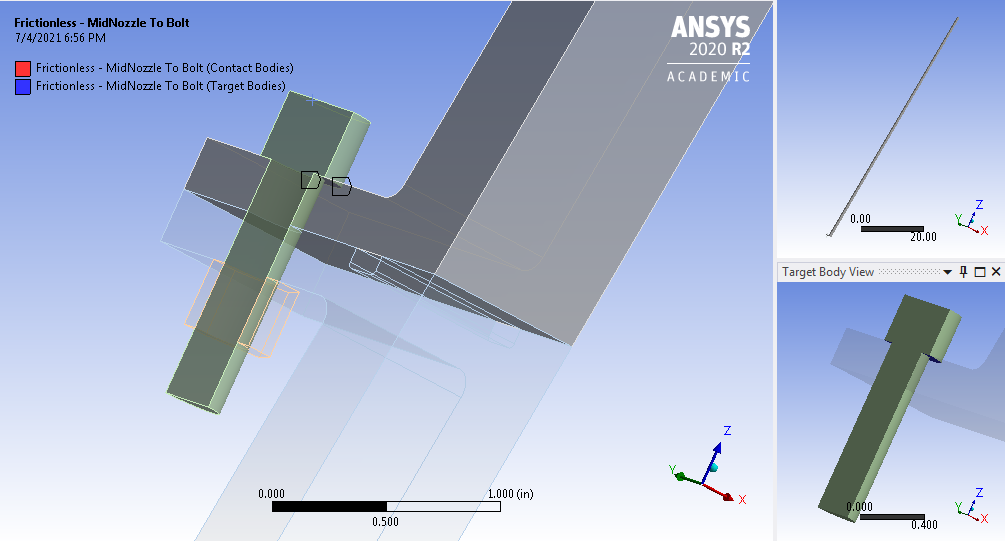 Frictionless - MidNozzle To Bolt
7/4/2021 6:56 PM
Frictionless - MidNozzle To Bolt (Contact Bodies)
Frictionless - MidNozzle To Bolt (Target Bodies)
ANSYS
2020 R2
ACADEMIC
0.000
1.000 (in)
0.500
Z
Y
X
0.00
20.00
Z
Y
X
Target Body View
0.000
0.400
Z
Y
X